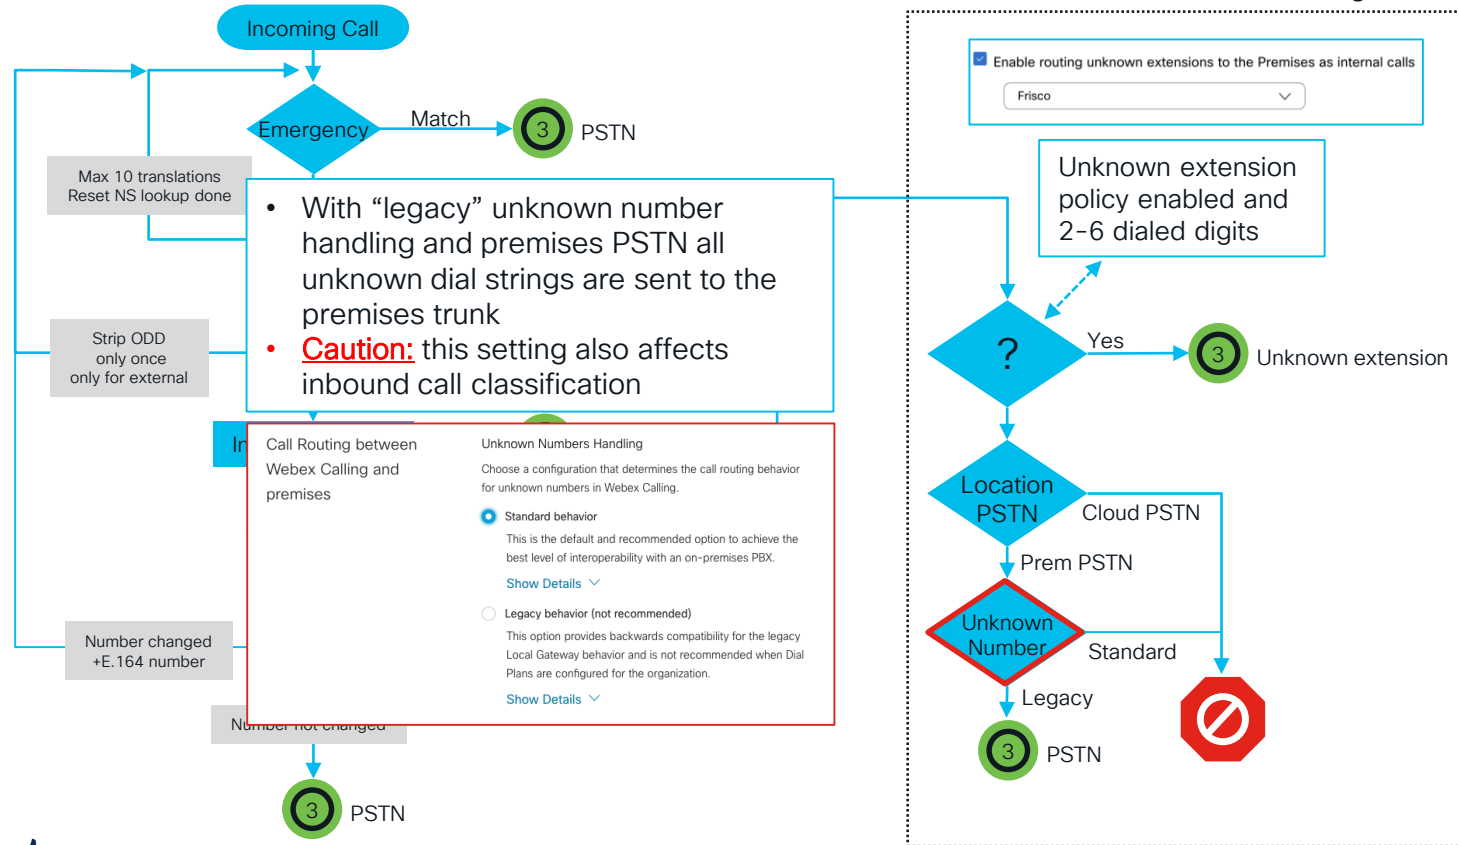 Incoming Call
Emergency
Match
3
PSTN
Max 10 translations
Reset NS lookup done
Strip ODD
only once
only for external
Number changed
+E.164 number
• With “legacy” unknown number
handling and premises PSTN all
unknown dial strings are sent to the
premises trunk
• Caution: this setting also affects
inbound call classification
Call Routing between
Webex Calling and
premises
Unknown Numbers Handling
Choose a configuration that determines the call routing behavior
for unknown numbers in Webex Calling.
Standard behavior
This is the default and recommended option to achieve the
best level of interoperability with an on-premises PBX.
Show Details
Legacy behavior (not recommended)
This option provides backwards compatibility for the legacy
Local Gateway behavior and is not recommended when Dial
Plans are configured for the organization.
Show Details
Number not changed
3
PSTN
Enable routing unknown extensions to the Premises as internal calls
Frisco
Unknown extension
policy enabled and
2-6 dialed digits
?
Yes
3
Unknown extension
Location
PSTN
Cloud PSTN
Prem PSTN
Unknown
Number
Standard
Legacy
3
PSTN